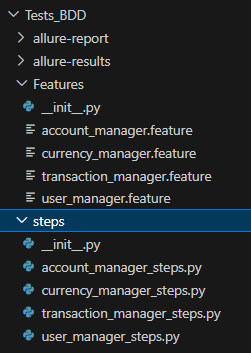 Tests_BDD
allure-report
allure-results
Features
__init__.py
account_manager.feature
currency_manager.feature
transaction_manager.feature
user_manager.feature
steps
__init__.py
account_manager_steps.py
currency_manager_steps.py
transaction_manager_steps.py
user_manager_steps.py